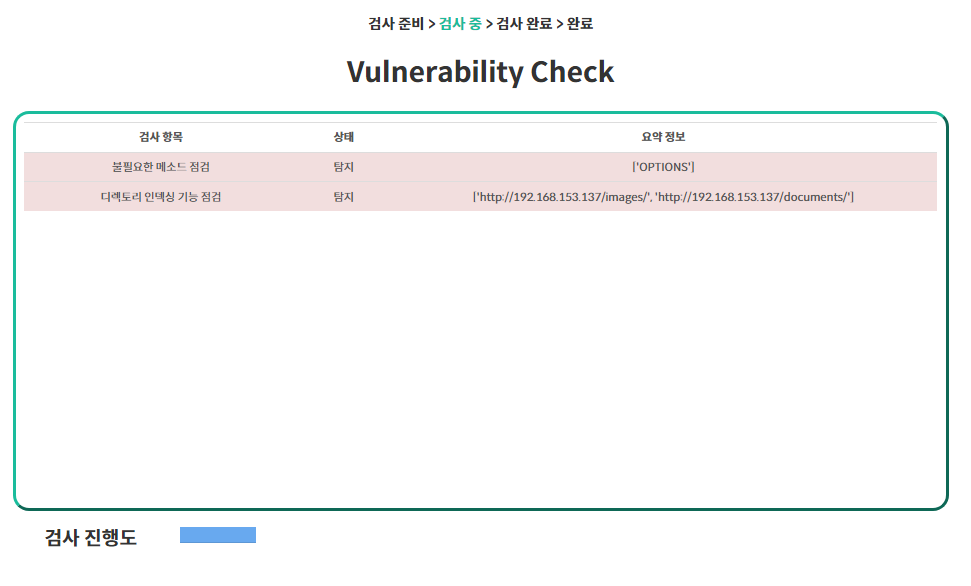 검사 준비 > 검사 중 > 검사 완료 > 완료
Vulnerability Check
검사 항목 상태 요약 정보
불필요한 메소드 점검 탐지 ['OPTIONS']
디렉토리 인덱싱 기능 점검 탐지 ['http://192.168.153.137/images/', 'http://192.168.153.137/documents/']
검사 진행도